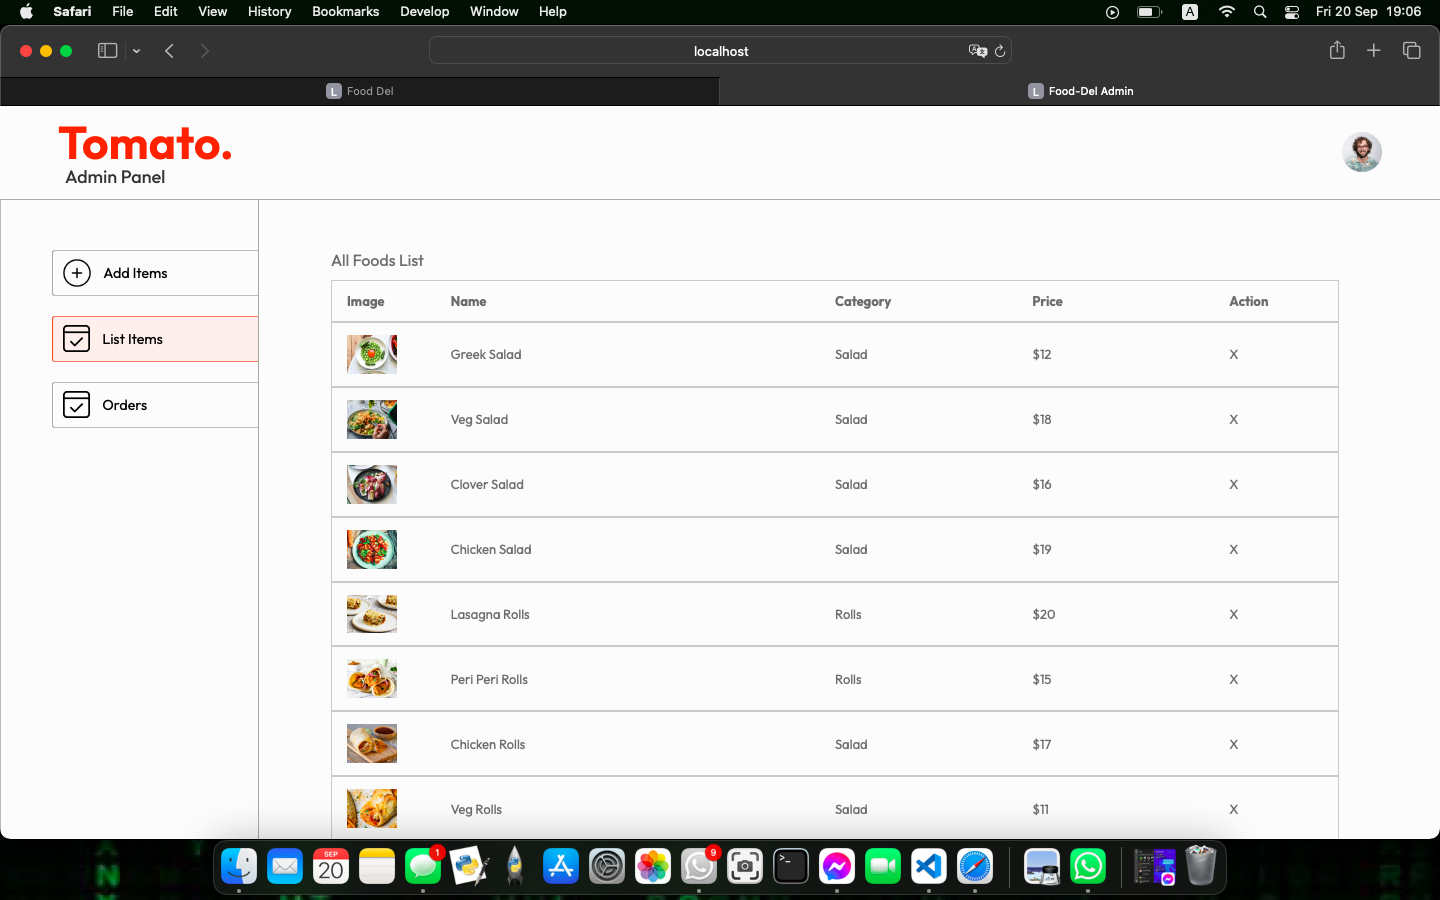 Safari File Edit View History Bookmarks Develop Window Help A Fri 20 Sep 19:06
localhost
L Food Del
L Food-Del Admin
Tomato.
Admin Panel
Add Items
List Items
Orders
All Foods List
Image Name Category Price Action
Greek Salad Salad $12 X
Veg Salad Salad $18 X
Clover Salad Salad $16 X
Chicken Salad Salad $19 X
Lasagna Rolls Rolls $20 X
Peri Peri Rolls Rolls $15 X
Chicken Rolls Salad $17 X
Veg Rolls Salad $11 X
SEP
20
1
9
>_